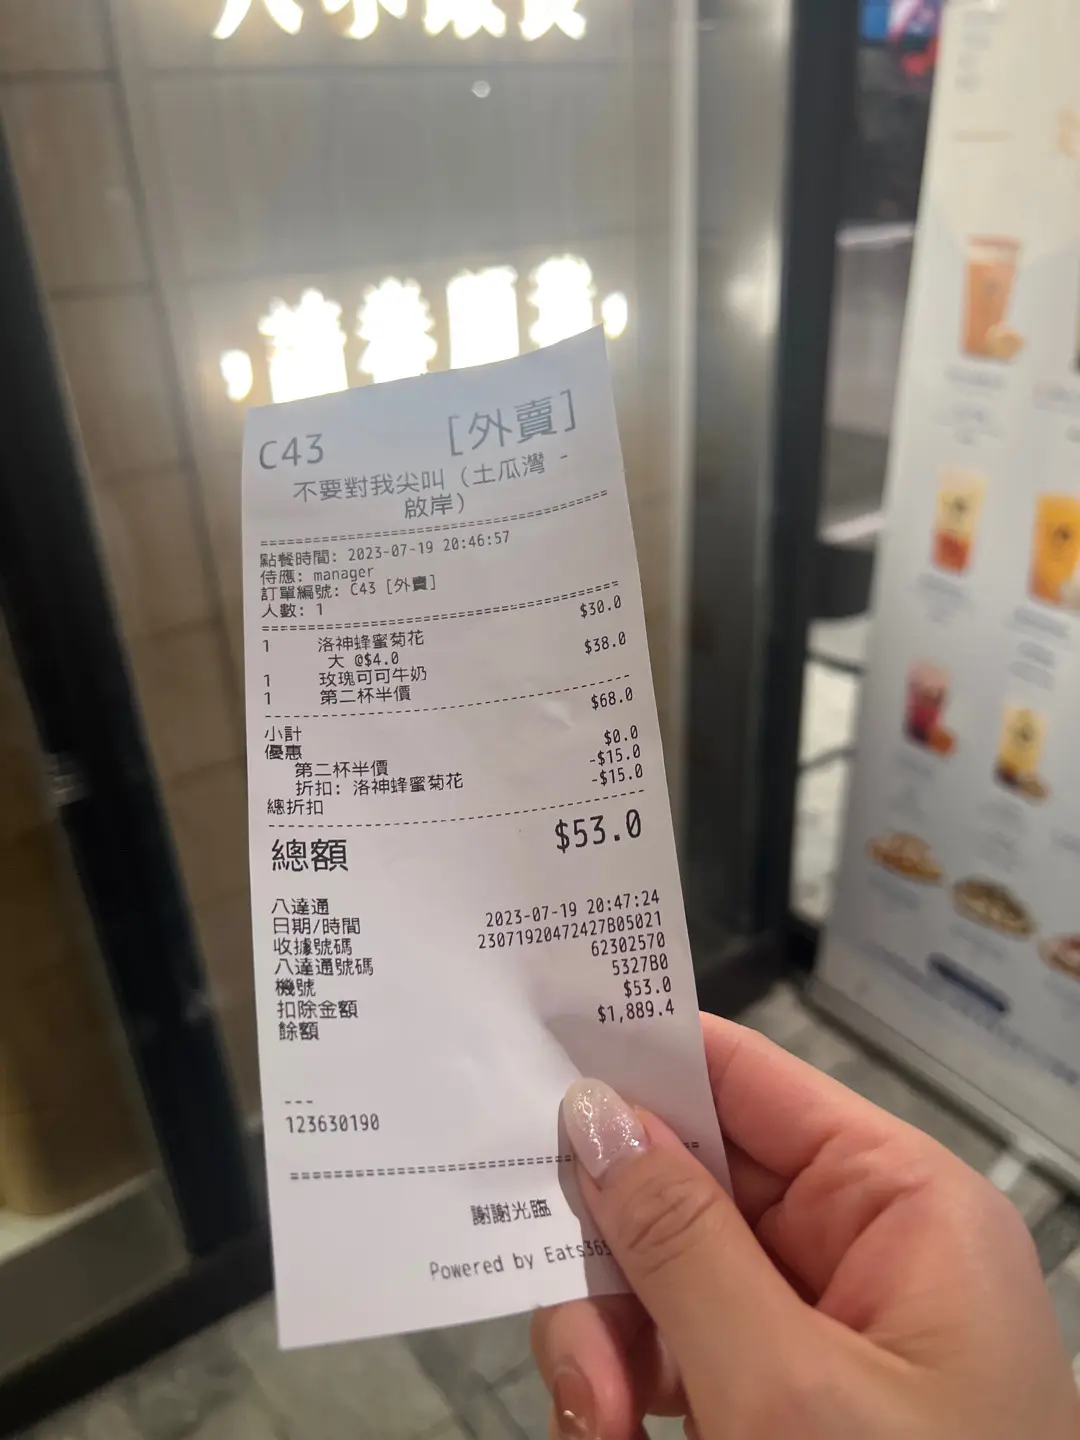 C43 [外賣]
不要對我尖叫 (土瓜灣 -
啟岸)
點餐時間: 2023-07-19 20:46:57
侍應: manager
訂單編號: C43 [外賣]
人數: 1
1 洛神蜂蜜菊花 $30.0
大 @$4.0
1 玫瑰可可牛奶 $38.0
1 第二杯半價
小計 $68.0
優惠
第二杯半價 $0.0
折扣: 洛神蜂蜜菊花 -$15.0
總折扣 -$15.0
總額 $53.0
八達通
日期/時間 2023-07-19 20:47:24
收據號碼 23071920472427B05021
八達通號碼 62302570
機號 5327B0
扣除金額 $53.0
餘額 $1,889.4
---
123630190
謝謝光臨
Powered by Eats365